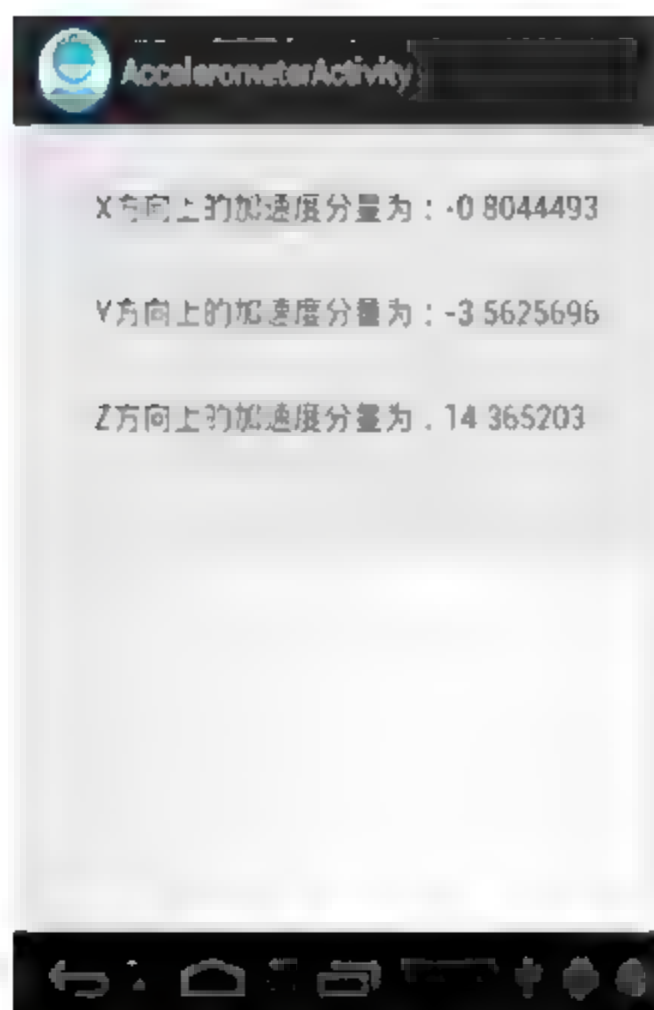 AccelerometerActivity
X方向上的加速度分量为:-0.8044493
Y方向上的加速度分量为:-3.5625696
Z方向上的加速度分量为:14.365203